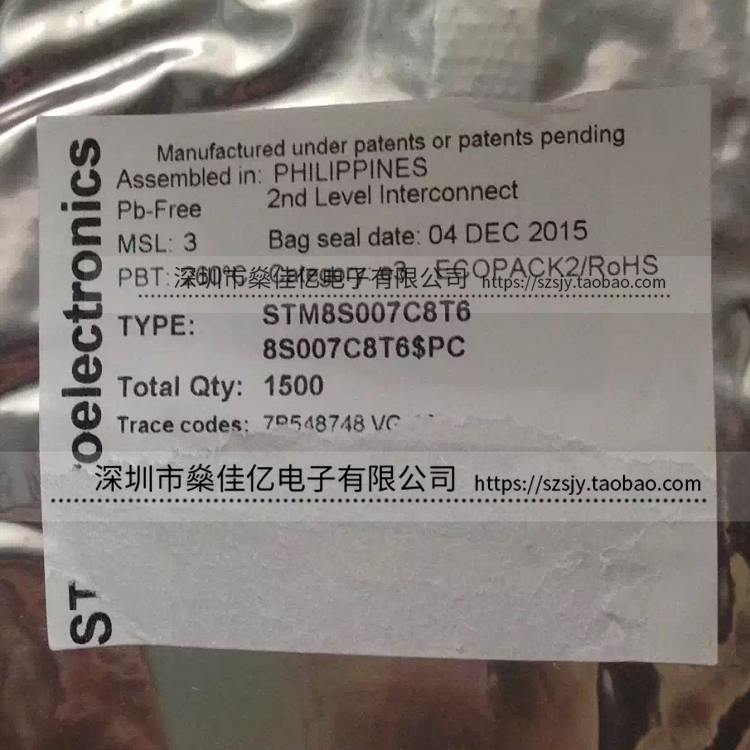 Manufactured under patents or patents pending
Assembled in: PHILIPPINES
Pb-Free 2nd Level Interconnect
MSL: 3 Bag seal date: 04 DEC 2015
PBT: 260°C ECOPACK2/RoHS
深圳市燊佳亿电子有限公司 https://szsjy.taobao.com
TYPE: STM8S007C8T6
8S007C8T6$PC
Total Qty: 1500
Trace codes: 7B548748 VG
深圳市燊佳亿电子有限公司 https://szsjy.taobao.com
ST oelectronics